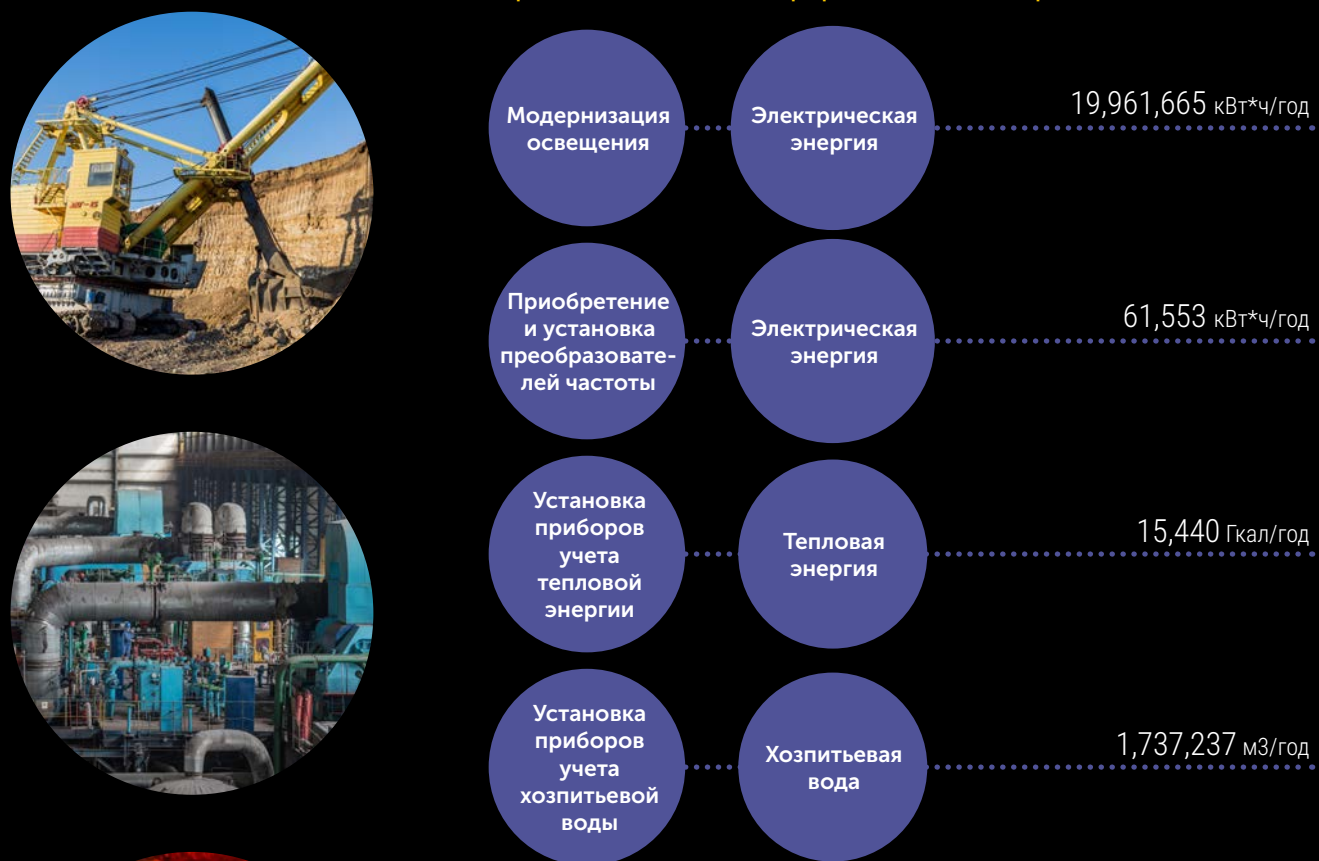 Модернизация
освещения
Электрическая
энергия
19,961,665 кВт*ч/год
Приобретение
и установка
преобразовате-
лей частоты
Электрическая
энергия
61,553 кВт*ч/год
Установка
приборов
учета
тепловой
энергии
Тепловая
энергия
15,440 Гкал/год
Установка
приборов
учета
хозпитьевой
воды
Хозпитьевая
вода
1,737,237 м3/год